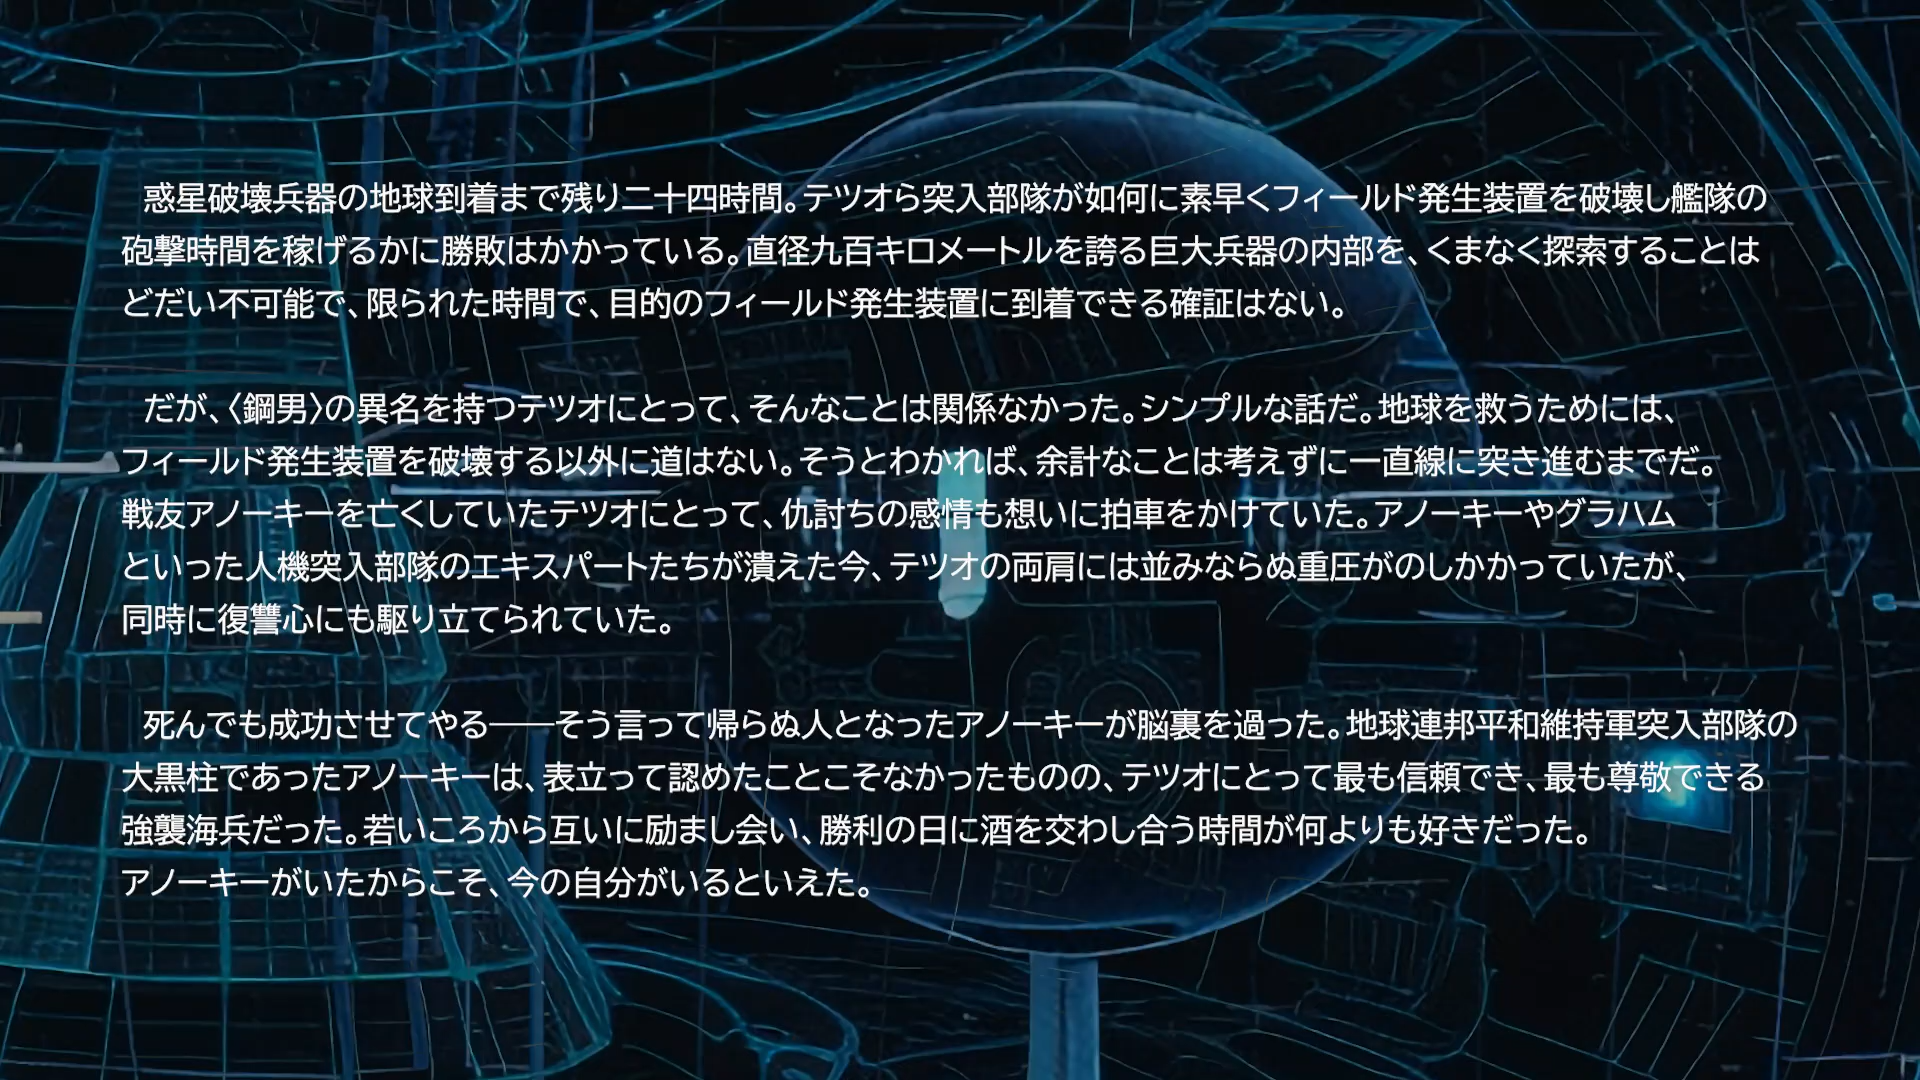 惑星破壊兵器の地球到着まで残り二十四時間。テツオら突入部隊が如何に素早くフィールド発生装置を破壊し艦隊の
砲撃時間を稼げるかに勝敗はかかっている。直径九百キロメートルを誇る巨大兵器の内部を、くまなく探索することは
どだい不可能で、限られた時間で、目的のフィールド発生装置に到着できる確証はない。
だが、〈鋼男〉の異名を持つテツオにとって、そんなことは関係なかった。シンプルな話だ。地球を救うためには、
フィールド発生装置を破壊する以外に道はない。そうとわかれば、余計なことは考えずに一直線に突き進むまでだ。
戦友アノーキーを亡くしていたテツオにとって、仇討ちの感情も想いに拍車をかけていた。アノーキーやグラハム
といった人機突入部隊のエキスパートたちが潰えた今、テツオの両肩には並みならぬ重圧がのしかかっていたが、
同時に復讐心にも駆り立てられていた。
死んでも成功させてやる――そう言って帰らぬ人となったアノーキーが脳裏を過った。地球連邦平和維持軍突入部隊の
大黒柱であったアノーキーは、表立って認めたことこそなかったものの、テツオにとって最も信頼でき、最も尊敬できる
強襲海兵だった。若いころから互いに励まし会い、勝利の日に酒を交わし合う時間が何よりも好きだった。
アノーキーがいたからこそ、今の自分がいるといえた。